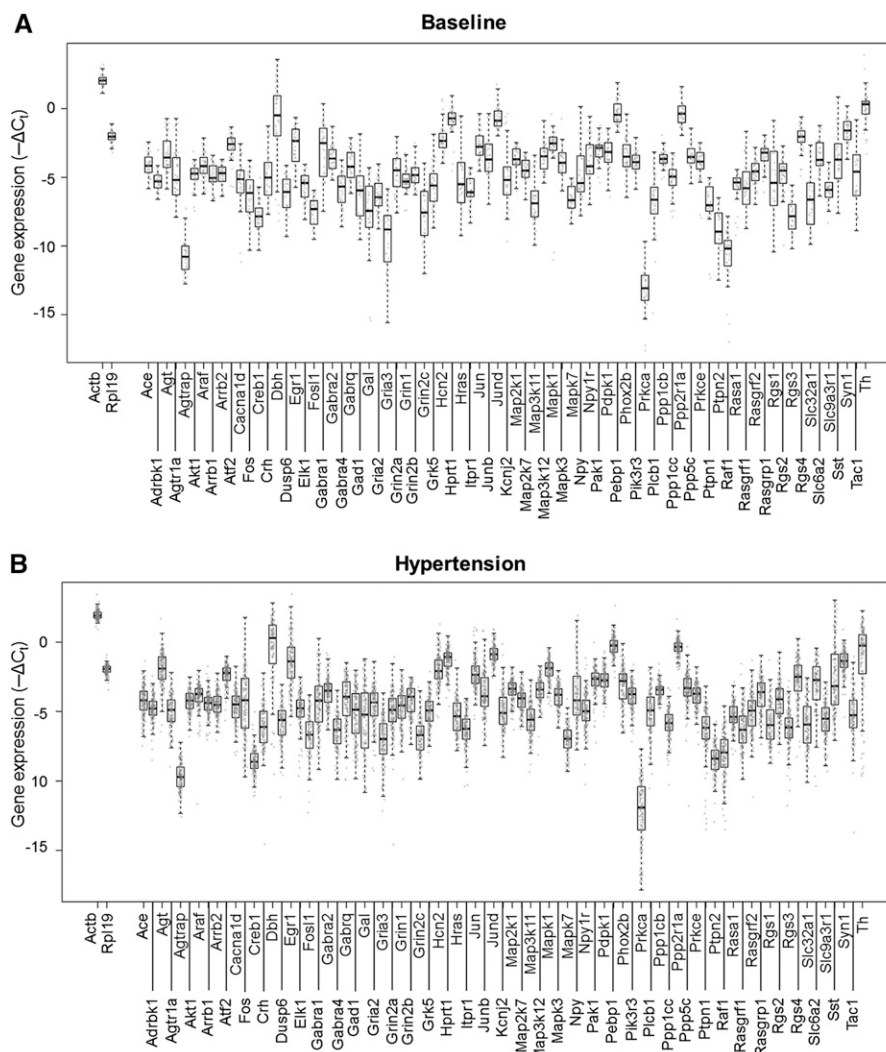 A
Baseline
Gene expression (−ΔCt)
0
-5
-10
-15
Actb
Rpl19
Ace
Adrbk1
Agt
Agtr1a
Agtrap
Akt1
Araf
Arrb1
Arrb2
Atf2
Cacna1d
Fos
Creb1
Crh
Dbh
Dusp6
Egr1
Elk1
Fosl1
Gabra1
Gabra2
Gabra4
Gabrq
Gad1
Gal
Gria2
Gria3
Grin2a
Grin1
Grin2b
Grin2c
Grk5
Hcn2
Hprt1
Hras
Itpr1
Jun
Junb
Jund
Kcnj2
Map2k1
Map2k7
Map3k11
Map3k12
Mapk1
Mapk3
Mapk7
Npy
Npy1r
Pak1
Pdpk1
Pebp1
Phox2b
Pik3r3
Prkca
Plcb1
Ppp1cb
Ppp1cc
Ppp2r1a
Ppp5c
Prkce
Ptpn1
Ptpn2
Raf1
Rasa1
Rasgrf1
Rasgrf2
Rasgrp1
Rgs1
Rgs2
Rgs3
Rgs4
Slc32a1
Slc6a2
Slc9a3r1
Sst
Syn1
Tac1
Th
B
Hypertension
Gene expression (−ΔCt)
0
-5
10
15
Actb
Rpl19
Ace
Adrbk1
Agt
Agtr1a
Agtrap
Akt1
Araf
Arrb1
Arrb2
Atf2
Cacna1d
Fos
Creb1
Crh
Dbh
Dusp6
Egr1
Elk1
Fosl1
Gabra1
Gabra2
Gabra4
Gabrq
Gad1
Gal
Gria2
Gria3
Grin2a
Grin1
Grin2b
Grin2c
Grk5
Hcn2
Hprt1
Hras
Itpr1
Jun
Junb
Jund
Kcnj2
Map2k1
Map2k7
Map3k11
Map3k12
Mapk1
Mapk3
Mapk7
Npy
Npy1r
Pak1
Pdpk1
Pebp1
Phox2b
Pik3r3
Prkca
Plcb1
Ppp1cb
Ppp1cc
Ppp2r1a
Ppp5c
Prkce
Ptpn1
Ptpn2
Raf1
Rasa1
Rasgrf1
Rasgrf2
Rasgrp1
Rgs1
Rgs2
Rgs3
Rgs4
Slc32a1
Slc6a2
Slc9a3r1
Sst
Syn1
Tac1
Th